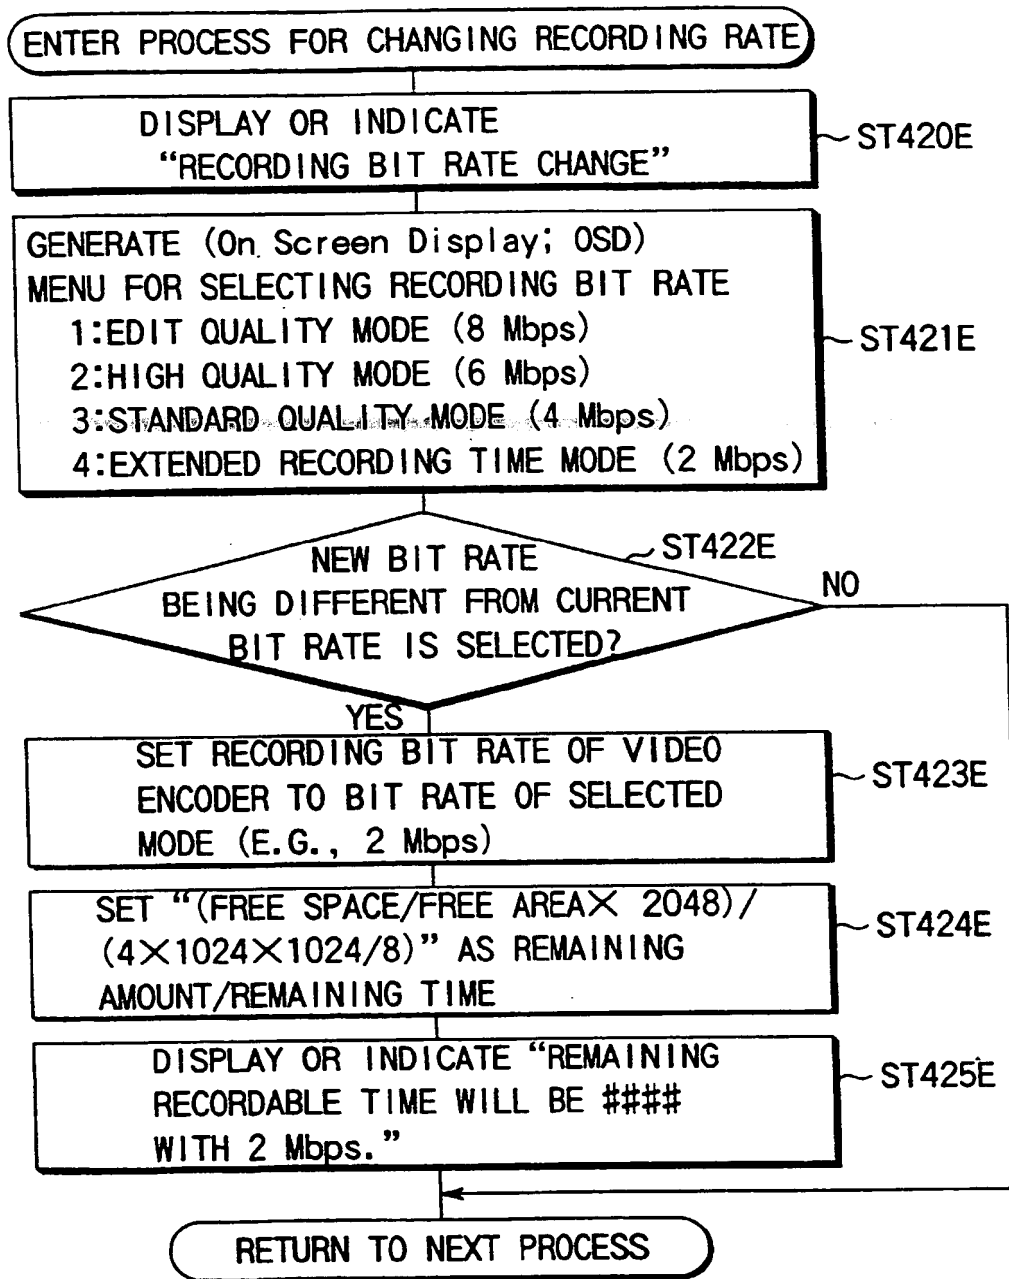 ENTER PROCESS FOR CHANGING RECORDING RATE
DISPLAY OR INDICATE
“RECORDING BIT RATE CHANGE”
ST420E
GENERATE (On Screen Display; OSD)
MENU FOR SELECTING RECORDING BIT RATE
1:EDIT QUALITY MODE (8 Mbps)
2:HIGH QUALITY MODE (6 Mbps)
3:STANDARD QUALITY MODE (4 Mbps)
4:EXTENDED RECORDING TIME MODE (2 Mbps)
ST421E
NEW BIT RATE
BEING DIFFERENT FROM CURRENT
BIT RATE IS SELECTED?
ST422E
NO
YES
SET RECORDING BIT RATE OF VIDEO
ENCODER TO BIT RATE OF SELECTED
MODE (E.G., 2 Mbps)
ST423E
SET “(FREE SPACE/FREE AREA× 2048)/
(4×1024×1024/8)” AS REMAINING
AMOUNT/REMAINING TIME
ST424E
DISPLAY OR INDICATE “REMAINING
RECORDABLE TIME WILL BE ####
WITH 2 Mbps.”
ST425E
RETURN TO NEXT PROCESS